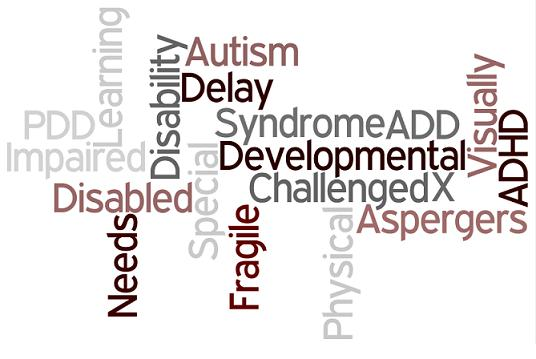 Learning
Disability
Autism
Delay
Visually
PDD
Syndrome
ADD
ADHD
Impaired
Developmental
Special
Challenged
X
Disabled
Aspergers
Needs
Fragile
Physical